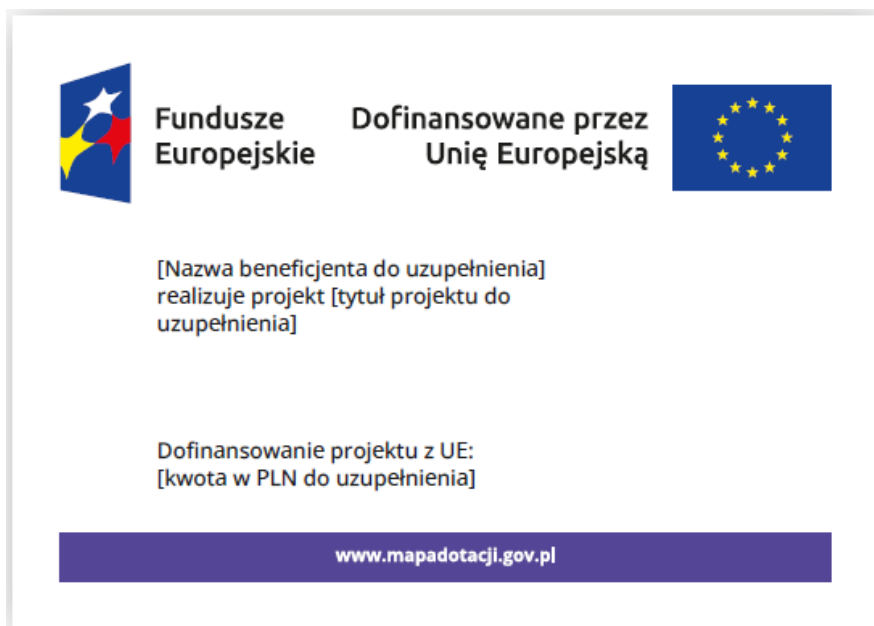 Fundusze
Europejskie
Dofinansowane przez
Unię Europejską
[Nazwa beneficjenta do uzupełnienia]
realizuje projekt [tytuł projektu do
uzupełnienia]
Dofinansowanie projektu z UE:
[kwota w PLN do uzupełnienia]
www.mapadotacji.gov.pl